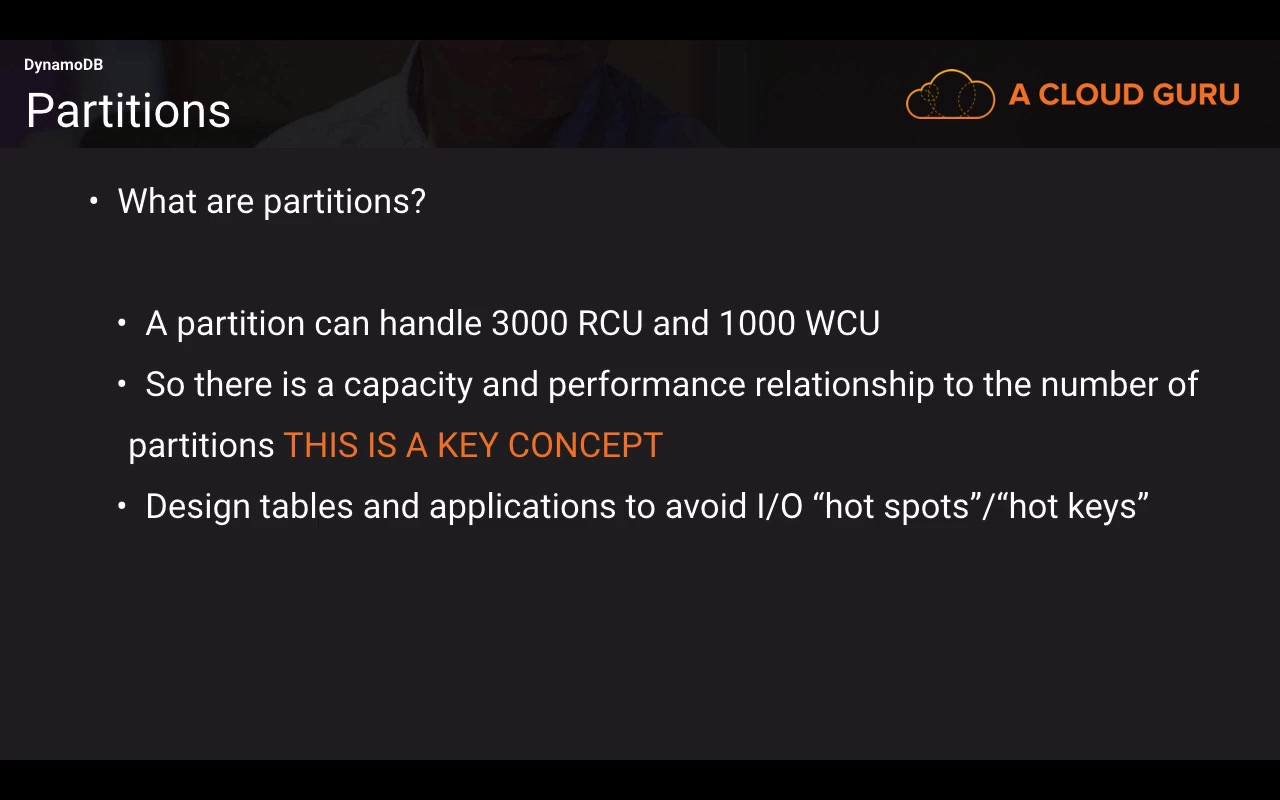 DynamoDB
Partitions
A CLOUD GURU
• What are partitions?
• A partition can handle 3000 RCU and 1000 WCU
• So there is a capacity and performance relationship to the number of
partitions THIS IS A KEY CONCEPT
• Design tables and applications to avoid I/O “hot spots”/“hot keys”